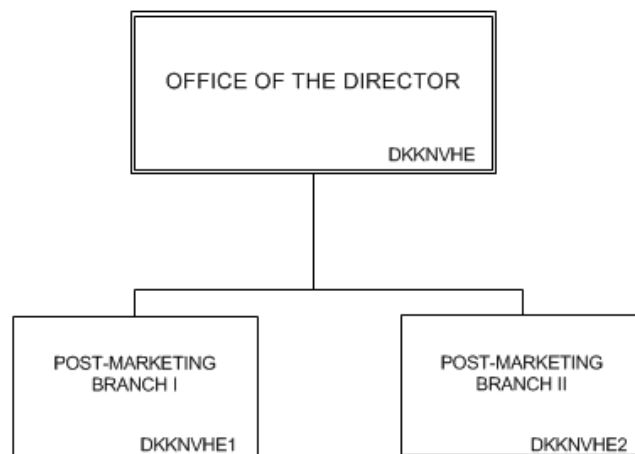 OFFICE OF THE DIRECTOR
DKKNVHE
POST-MARKETING
BRANCH I
DKKNVHE1
POST-MARKETING
BRANCH II
DKKNVHE2